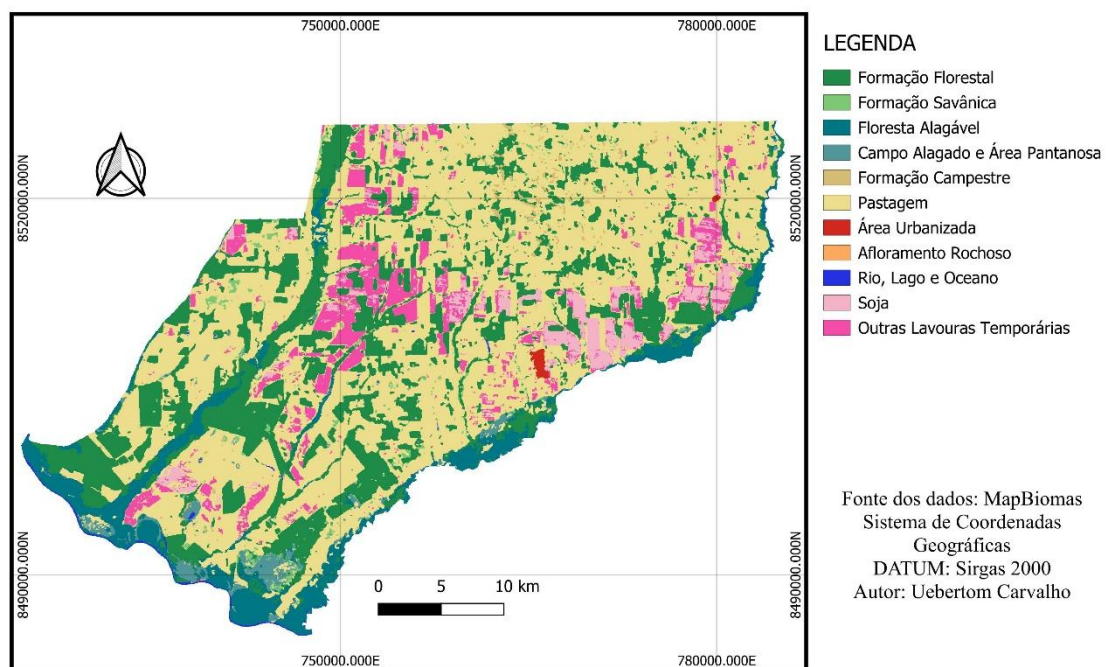 750000.000E
780000.000E
8520000.000N
8520000.000N
8490000.000N
8490000.000N
0 5 10 km
750000.000E
780000.000E
LEGENDA
Formação Florestal
Formação Savânica
Floresta Alagável
Campo Alagado e Área Pantanosa
Formação Campestre
Pastagem
Área Urbanizada
Afloramento Rochoso
Rio, Lago e Oceano
Soja
Outras Lavouras Temporárias
Fonte dos dados: MapBiomas
Sistema de Coordenadas
Geográficas
DATUM: Sirgas 2000
Autor: Uebertom Carvalho